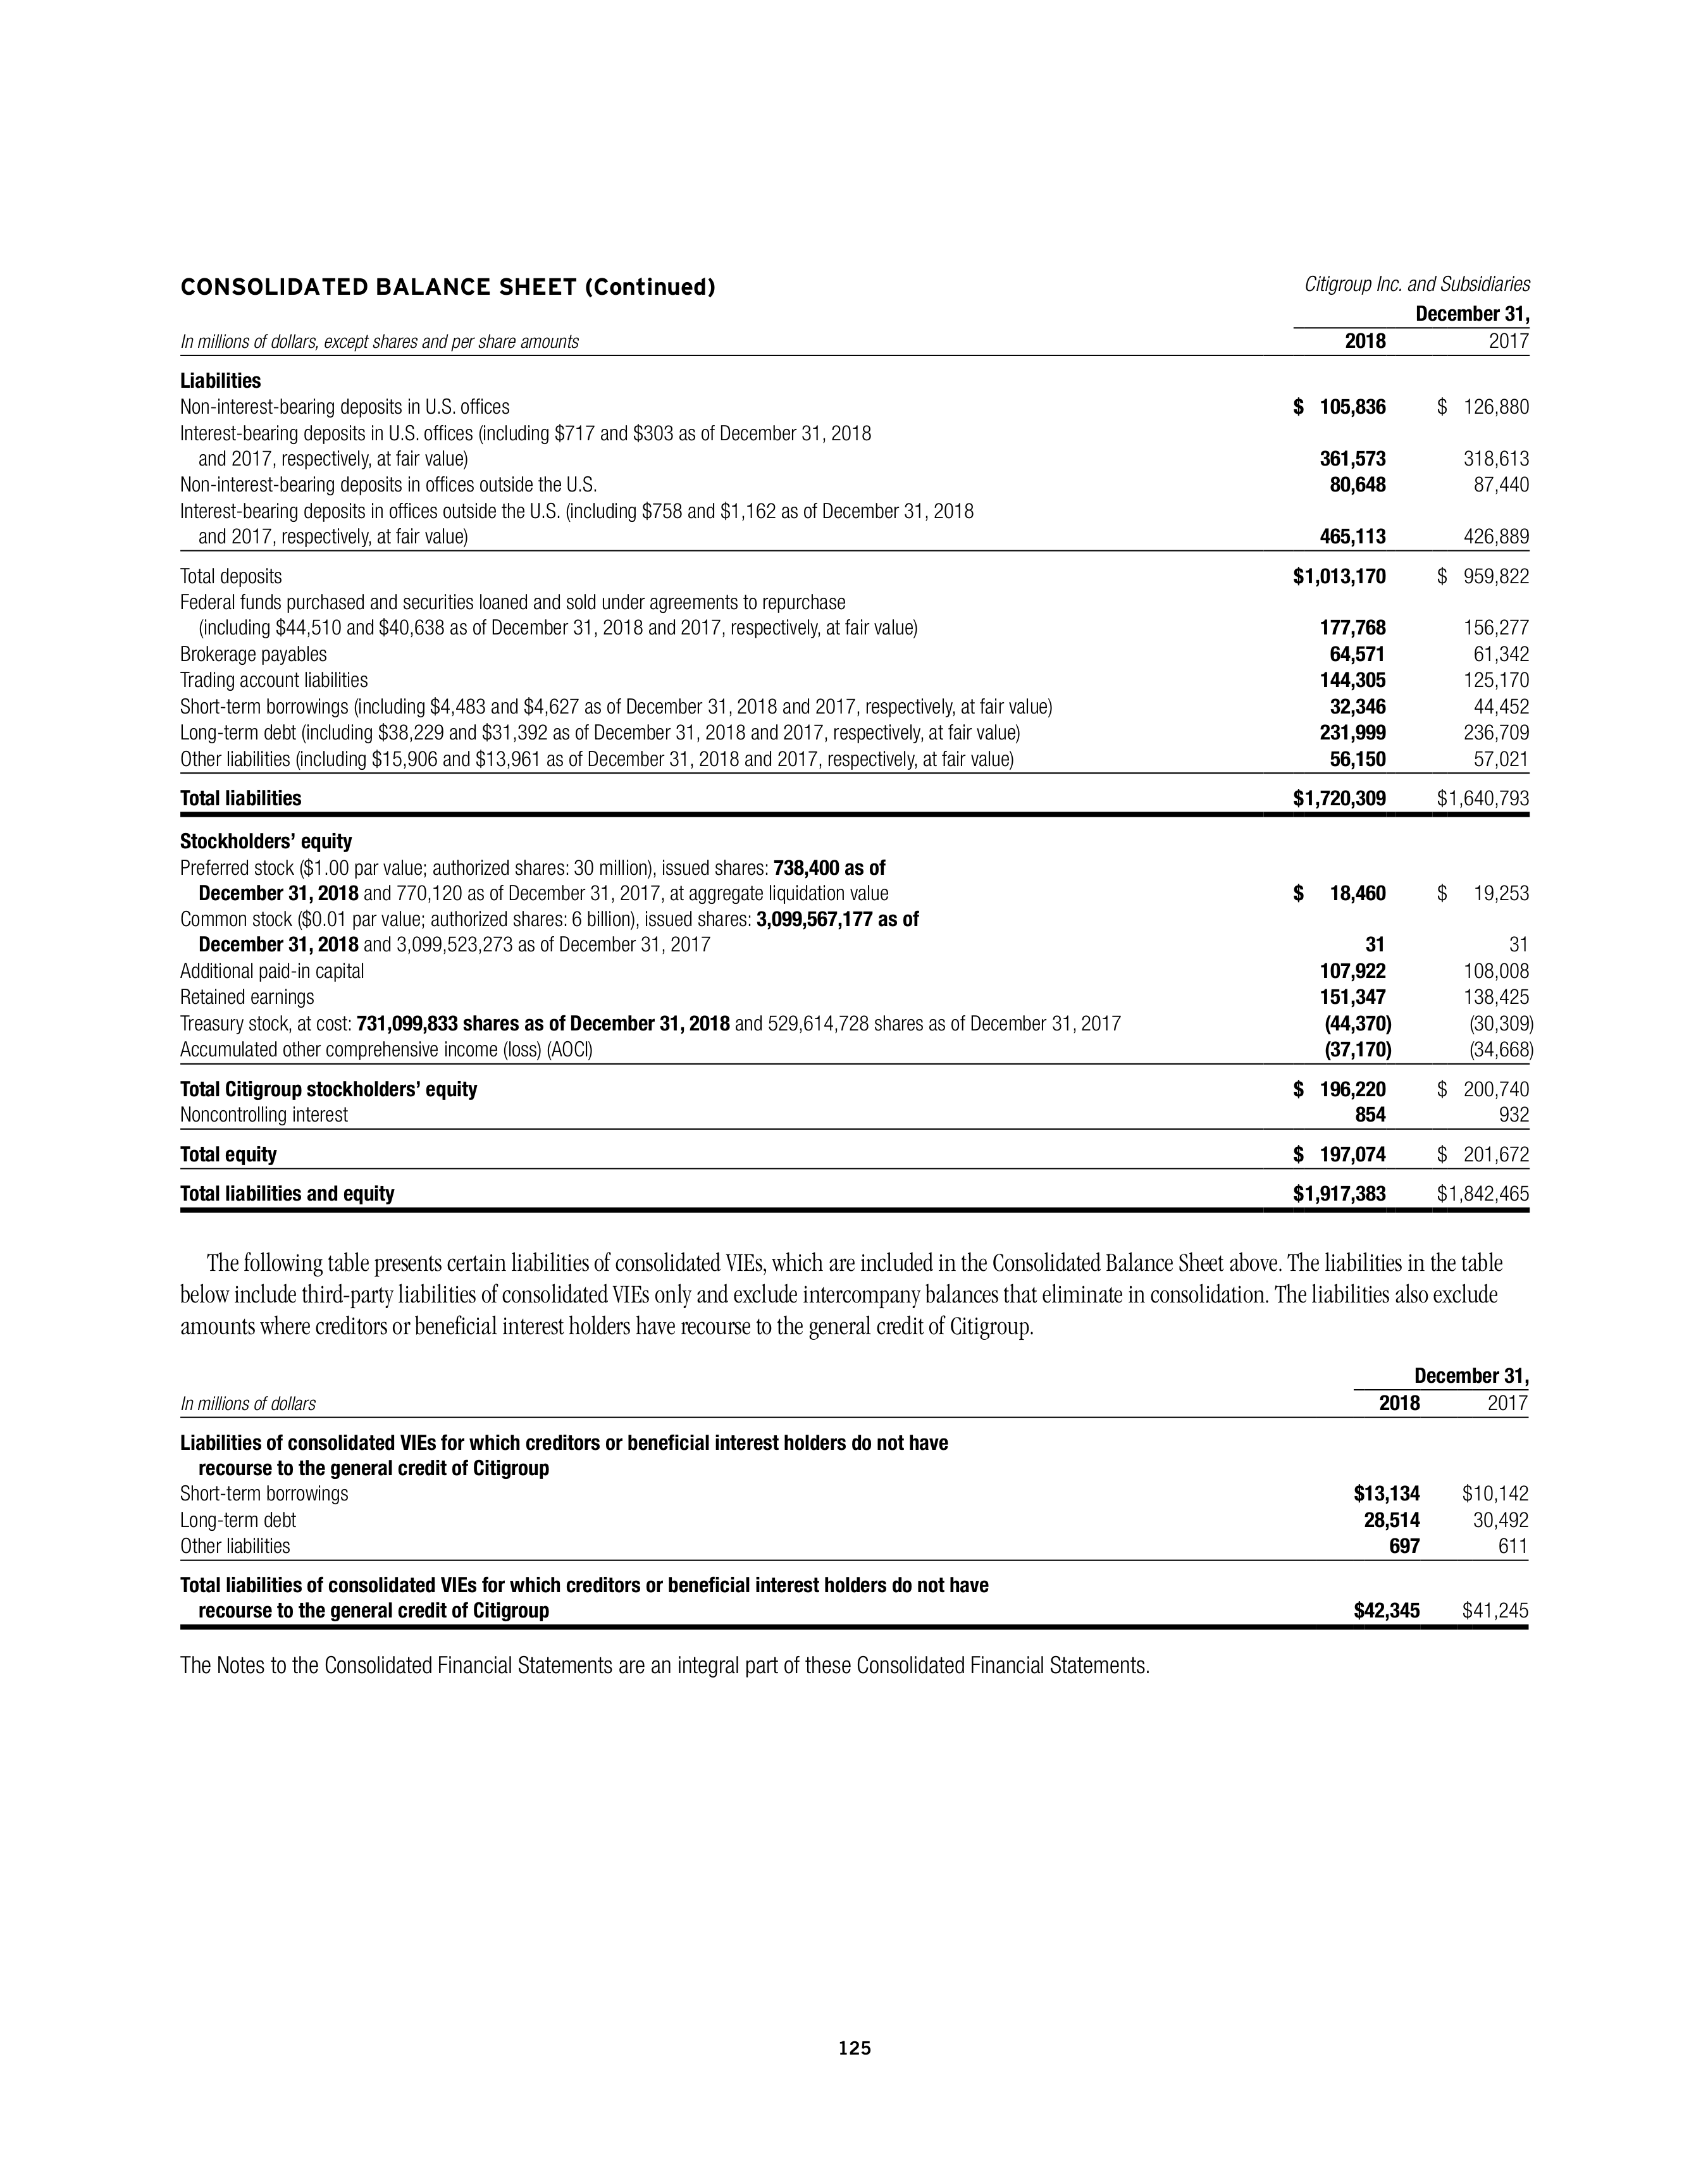 CONSOLIDATED BALANCE SHEET (Continued) Citigroup Inc. and Subsidiaries
December 31,
In millions of dollars, except shares and per share amounts 2018 2017
Liabilities
Non-interest-bearing deposits in U.S. offices $ 105,836 $ 126,880
Interest-bearing deposits in U.S. offices (including $717 and $303 as of December 31, 2018
and 2017, respectively, at fair value) 361,573 318,613
Non-interest-bearing deposits in offices outside the U.S. 80,648 87,440
Interest-bearing deposits in offices outside the U.S. (including $758 and $1,162 as of December 31, 2018
and 2017, respectively, at fair value) 465,113 426,889
Total deposits $1,013,170 $ 959,822
Federal funds purchased and securities loaned and sold under agreements to repurchase
(including $44,510 and $40,638 as of December 31, 2018 and 2017, respectively, at fair value) 177,768 156,277
Brokerage payables 64,571 61,342
Trading account liabilities 144,305 125,170
Short-term borrowings (including $4,483 and $4,627 as of December 31, 2018 and 2017, respectively, at fair value) 32,346 44,452
Long-term debt (including $38,229 and $31,392 as of December 31, 2018 and 2017, respectively, at fair value) 231,999 236,709
Other liabilities (including $15,906 and $13,961 as of December 31, 2018 and 2017, respectively, at fair value) 56,150 57,021
Total liabilities $1,720,309 $1,640,793
Stockholders’ equity
Preferred stock ($1.00 par value; authorized shares: 30 million), issued shares: 738,400 as of
December 31, 2018 and 770,120 as of December 31, 2017, at aggregate liquidation value $ 18,460 $ 19,253
Common stock ($0.01 par value; authorized shares: 6 billion), issued shares: 3,099,567,177 as of
December 31, 2018 and 3,099,523,273 as of December 31, 2017 31 31
Additional paid-in capital 107,922 108,008
Retained earnings 151,347 138,425
Treasury stock, at cost: 731,099,833 shares as of December 31, 2018 and 529,614,728 shares as of December 31, 2017 (44,370) (30,309)
Accumulated other comprehensive income (loss) (AOCI) (37,170) (34,668)
Total Citigroup stockholders’ equity $ 196,220 $ 200,740
Noncontrolling interest 854 932
Total equity $ 197,074 $ 201,672
Total liabilities and equity $1,917,383 $1,842,465
The following table presents certain liabilities of consolidated VIEs, which are included in the Consolidated Balance Sheet above. The liabilities in the table
below include third-party liabilities of consolidated VIEs only and exclude intercompany balances that eliminate in consolidation. The liabilities also exclude
amounts where creditors or beneficial interest holders have recourse to the general credit of Citigroup.
December 31,
In millions of dollars 2018 2017
Liabilities of consolidated VIEs for which creditors or beneficial interest holders do not have
recourse to the general credit of Citigroup
Short-term borrowings $13,134 $10,142
Long-term debt 28,514 30,492
Other liabilities 697 611
Total liabilities of consolidated VIEs for which creditors or beneficial interest holders do not have
recourse to the general credit of Citigroup $42,345 $41,245
The Notes to the Consolidated Financial Statements are an integral part of these Consolidated Financial Statements.
125